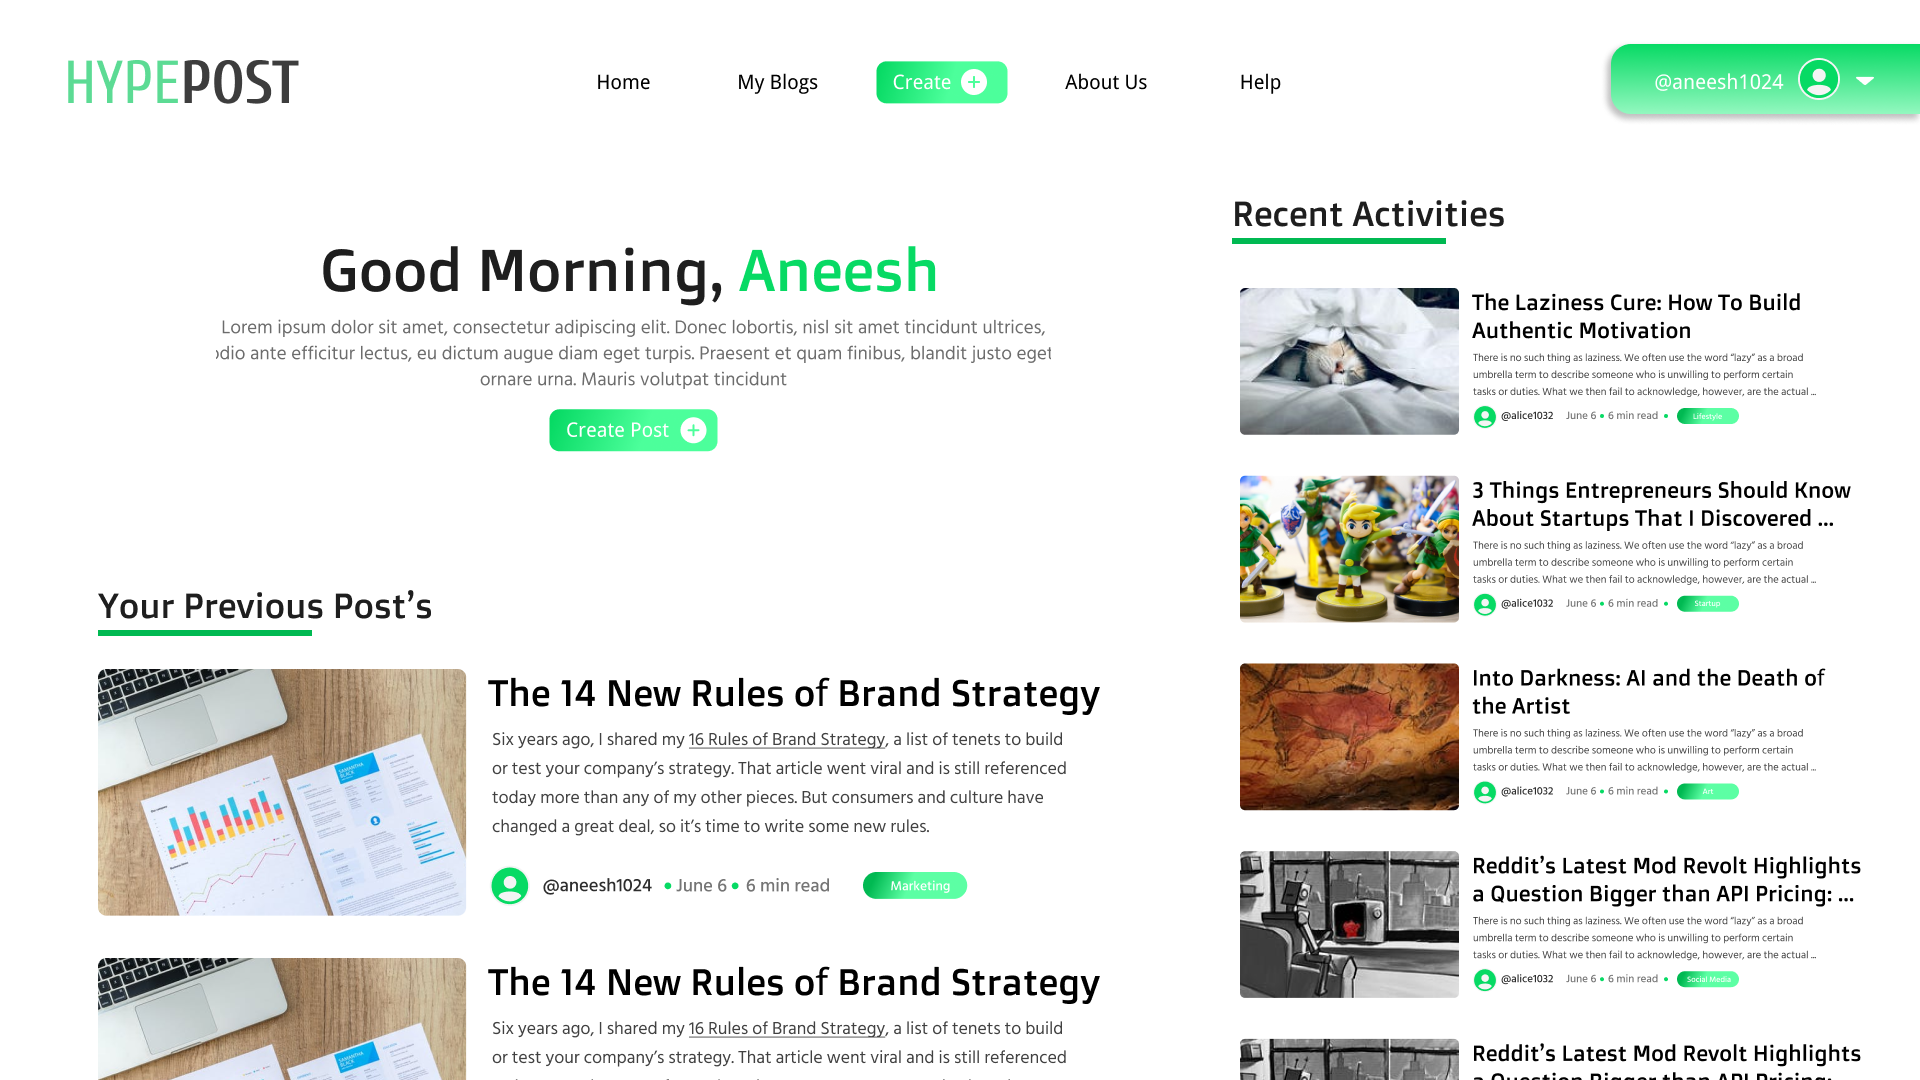 HYPEPOST
Home
My Blogs
Create
About Us
Help
@aneesh1024
Good Morning, Aneesh
Lorem ipsum dolor sit amet, consectetur adipiscing elit. Donec lobortis, nisl sit amet tincidunt ultrices,
odio ante efficitur lectus, eu dictum augue diam eget turpis. Praesent et quam finibus, blandit justo eget
ornare urna. Mauris volutpat tincidunt
Create Post
Your Previous Post’s
The 14 New Rules of Brand Strategy
Six years ago, I shared my 16 Rules of Brand Strategy, a list of tenets to build
or test your company’s strategy. That article went viral and is still referenced
today more than any of my other pieces. But consumers and culture have
changed a great deal, so it’s time to write some new rules.
@aneesh1024 • June 6 • 6 min read Marketing
SAMANTHA
BLACK
The 14 New Rules of Brand Strategy
Six years ago, I shared my 16 Rules of Brand Strategy, a list of tenets to build
or test your company’s strategy. That article went viral and is still referenced
SAMANTHA
BLACK
Recent Activities
The Laziness Cure: How To Build
Authentic Motivation
There is no such thing as laziness. We often use the word “lazy” as a broad
umbrella term to describe someone who is unwilling to perform certain
tasks or duties. What we then fail to acknowledge, however, are the actual ...
@alice1032 June 6 • 6 min read • Lifestyle
3 Things Entrepreneurs Should Know
About Startups That I Discovered ...
There is no such thing as laziness. We often use the word “lazy” as a broad
umbrella term to describe someone who is unwilling to perform certain
tasks or duties. What we then fail to acknowledge, however, are the actual ...
@alice1032 June 6 • 6 min read • Startup
Into Darkness: AI and the Death of
the Artist
There is no such thing as laziness. We often use the word “lazy” as a broad
umbrella term to describe someone who is unwilling to perform certain
tasks or duties. What we then fail to acknowledge, however, are the actual ...
@alice1032 June 6 • 6 min read • Art
Reddit’s Latest Mod Revolt Highlights
a Question Bigger than API Pricing: ...
There is no such thing as laziness. We often use the word “lazy” as a broad
umbrella term to describe someone who is unwilling to perform certain
tasks or duties. What we then fail to acknowledge, however, are the actual ...
@alice1032 June 6 • 6 min read • Social Media
Reddit’s Latest Mod Revolt Highlights
a Question Bigger than API Pricing: ...